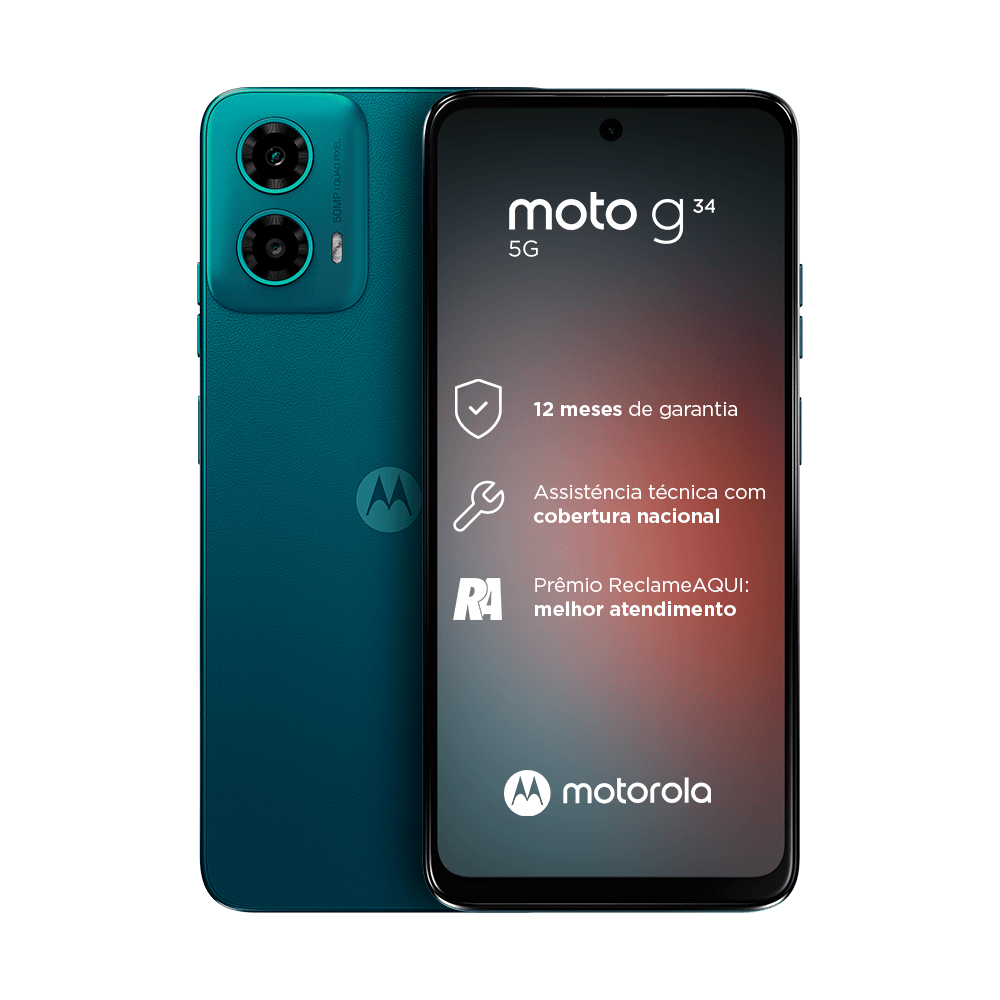 50MP | QUAD PIXEL
moto g 34
5G
12 meses de garantia
Assisténcia técnica com
cobertura nacional
RA
Prêmio ReclameAQUI:
melhor atendimento
motorola